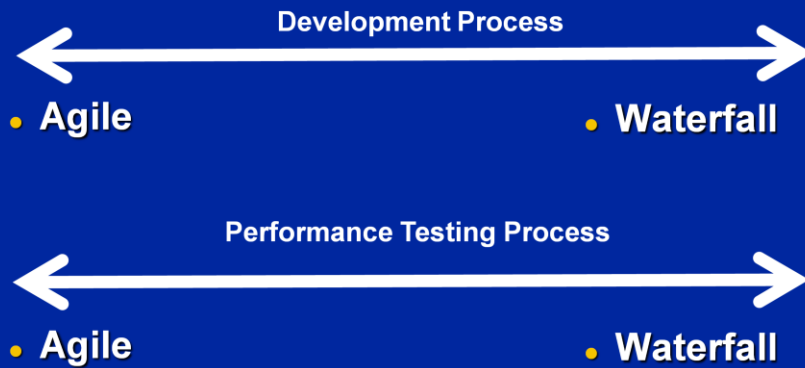 Development Process
• Agile
• Waterfall
Performance Testing Process
• Agile
• Waterfall